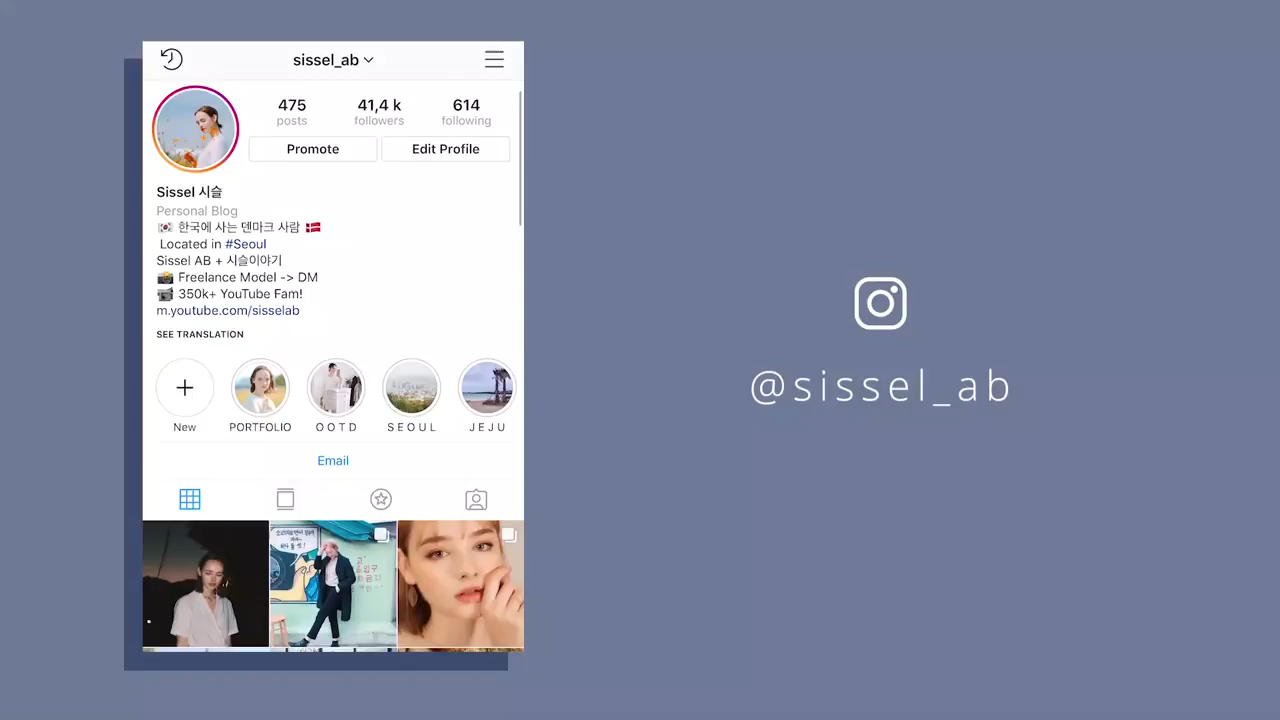 sissel_ab
475
41,4 k
614
posts
followers
following
Promote
Edit Profile
Sissel 시슬
Personal Blog
🇰🇷 한국에 사는 덴마크 사람 🇩🇰
Located in #Seoul
Sissel AB + 시슬이야기
📸 Freelance Model -> DM
📹 350k+ YouTube Fam!
m.youtube.com/sisselab
SEE TRANSLATION
New
PORTFOLIO
O O T D
S E O U L
J E J U
Email
@sissel_ab